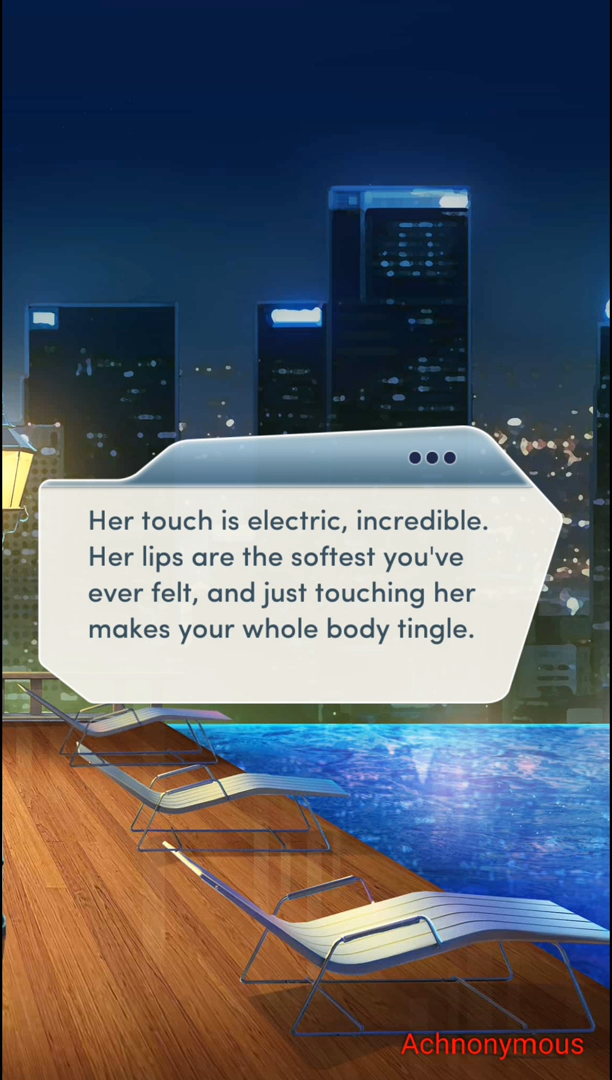 Her touch is electric, incredible.
Her lips are the softest you've
ever felt, and just touching her
makes your whole body tingle.
Achnonymous